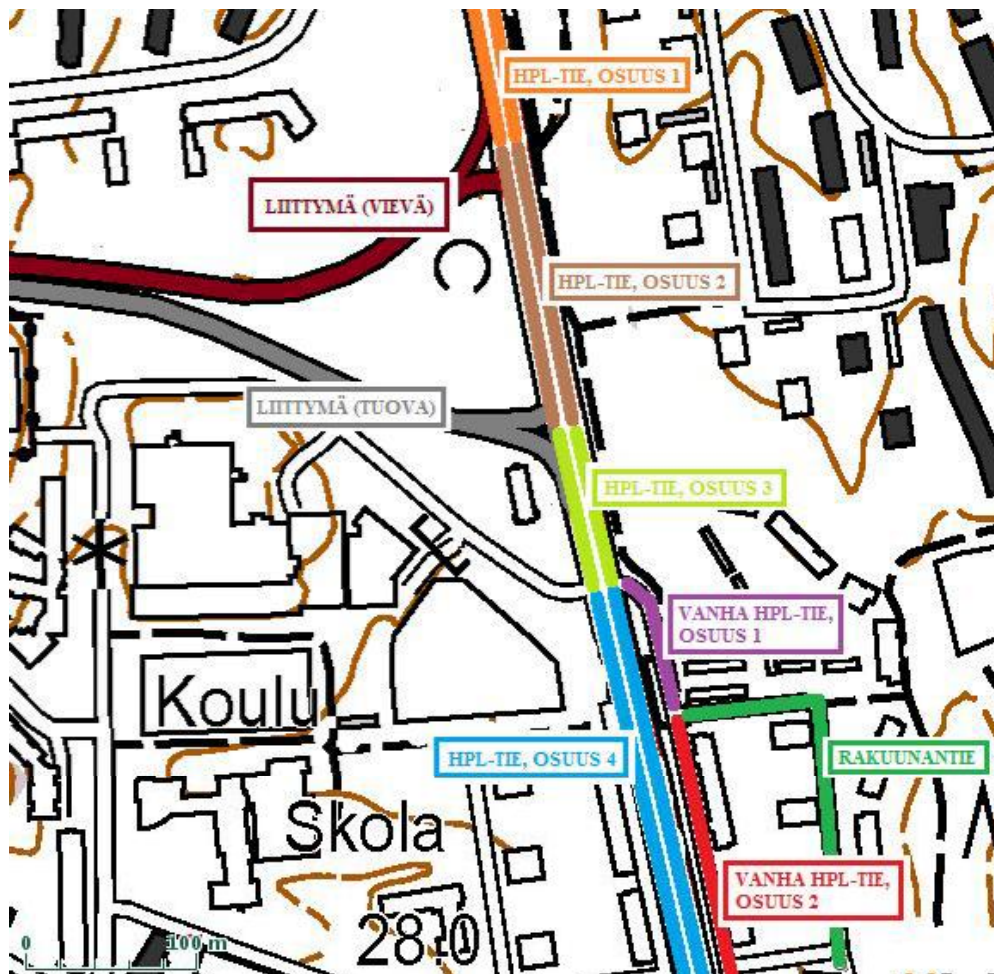 HPL-TIE, OSUUS 1
LIITTYMÄ (VIEVÄ)
HPL-TIE, OSUUS 2
LIITTYMÄ (TUOVA)
HPL-TIE, OSUUS 3
VANHA HPL-TIE,
OSUUS 1
Koulu
HPL-TIE, OSUUS 4
RAKUUNANTIE
Skola
VANHA HPL-TIE,
OSUUS 2
28.0
0 100 m